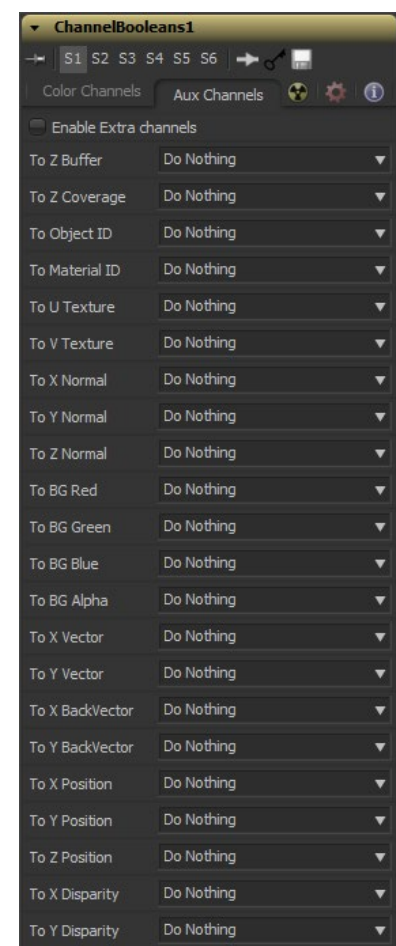 ChannelBooleans1
S1 S2 S3 S4 S5 S6
Color Channels Aux Channels
Enable Extra channels
To Z Buffer Do Nothing
To Z Coverage Do Nothing
To Object ID Do Nothing
To Material ID Do Nothing
To U Texture Do Nothing
To V Texture Do Nothing
To X Normal Do Nothing
To Y Normal Do Nothing
To Z Normal Do Nothing
To BG Red Do Nothing
To BG Green Do Nothing
To BG Blue Do Nothing
To BG Alpha Do Nothing
To X Vector Do Nothing
To Y Vector Do Nothing
To X BackVector Do Nothing
To Y BackVector Do Nothing
To X Position Do Nothing
To Y Position Do Nothing
To Z Position Do Nothing
To X Disparity Do Nothing
To Y Disparity Do Nothing